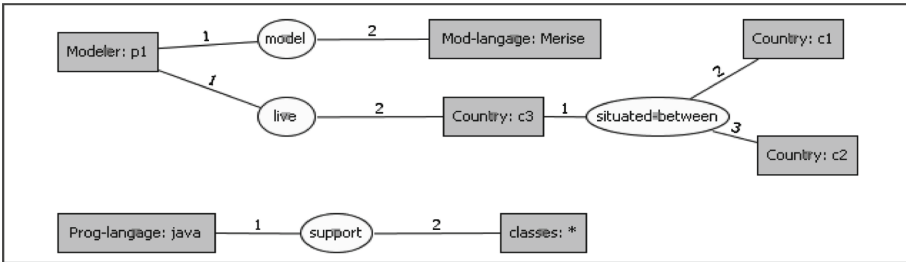 Modeler: p1
1
model
2
Mod-langage: Merise
Country: c1
1
live
2
Country: c3
1
situated-between
2
3
Country: c2
Prog-langage: java
1
support
2
classes: *